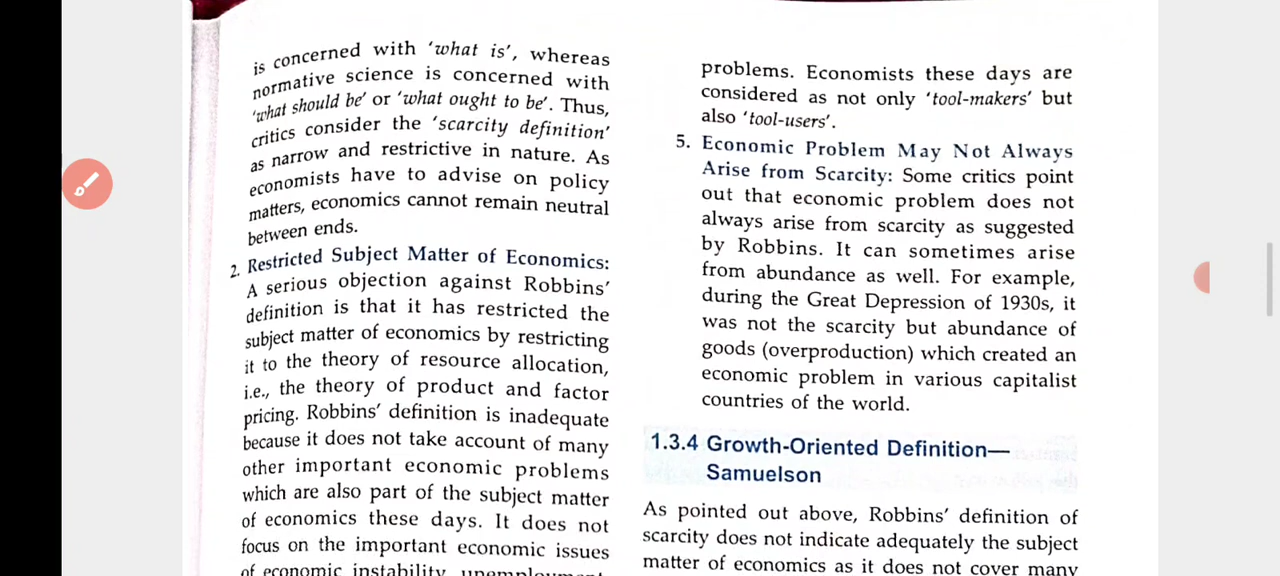 is concerned with 'what is', whereas
normative science is concerned with
'what should be' or 'what ought to be'. Thus,
critics consider the 'scarcity definition'
as narrow and restrictive in nature. As
economists have to advise on policy
matters, economics cannot remain neutral
between ends.
2. Restricted Subject Matter of Economics:
A serious objection against Robbins'
definition is that it has restricted the
subject matter of economics by restricting
it to the theory of resource allocation,
i.e., the theory of product and factor
pricing. Robbins' definition is inadequate
because it does not take account of many
other important economic problems
which are also part of the subject matter
of economics these days. It does not
focus on the important economic issues
of economic instability,
problems. Economists these days are
considered as not only 'tool-makers' but
also 'tool-users'.
5. Economic Problem May Not Always
Arise from Scarcity: Some critics point
out that economic problem does not
always arise from scarcity as suggested
by Robbins. It can sometimes arise
from abundance as well. For example,
during the Great Depression of 1930s, it
was not the scarcity but abundance of
goods (overproduction) which created an
economic problem in various capitalist
countries of the world.
1.3.4 Growth-Oriented Definition—
Samuelson
As pointed out above, Robbins' definition of
scarcity does not indicate adequately the subject
matter of economics as it does not cover many